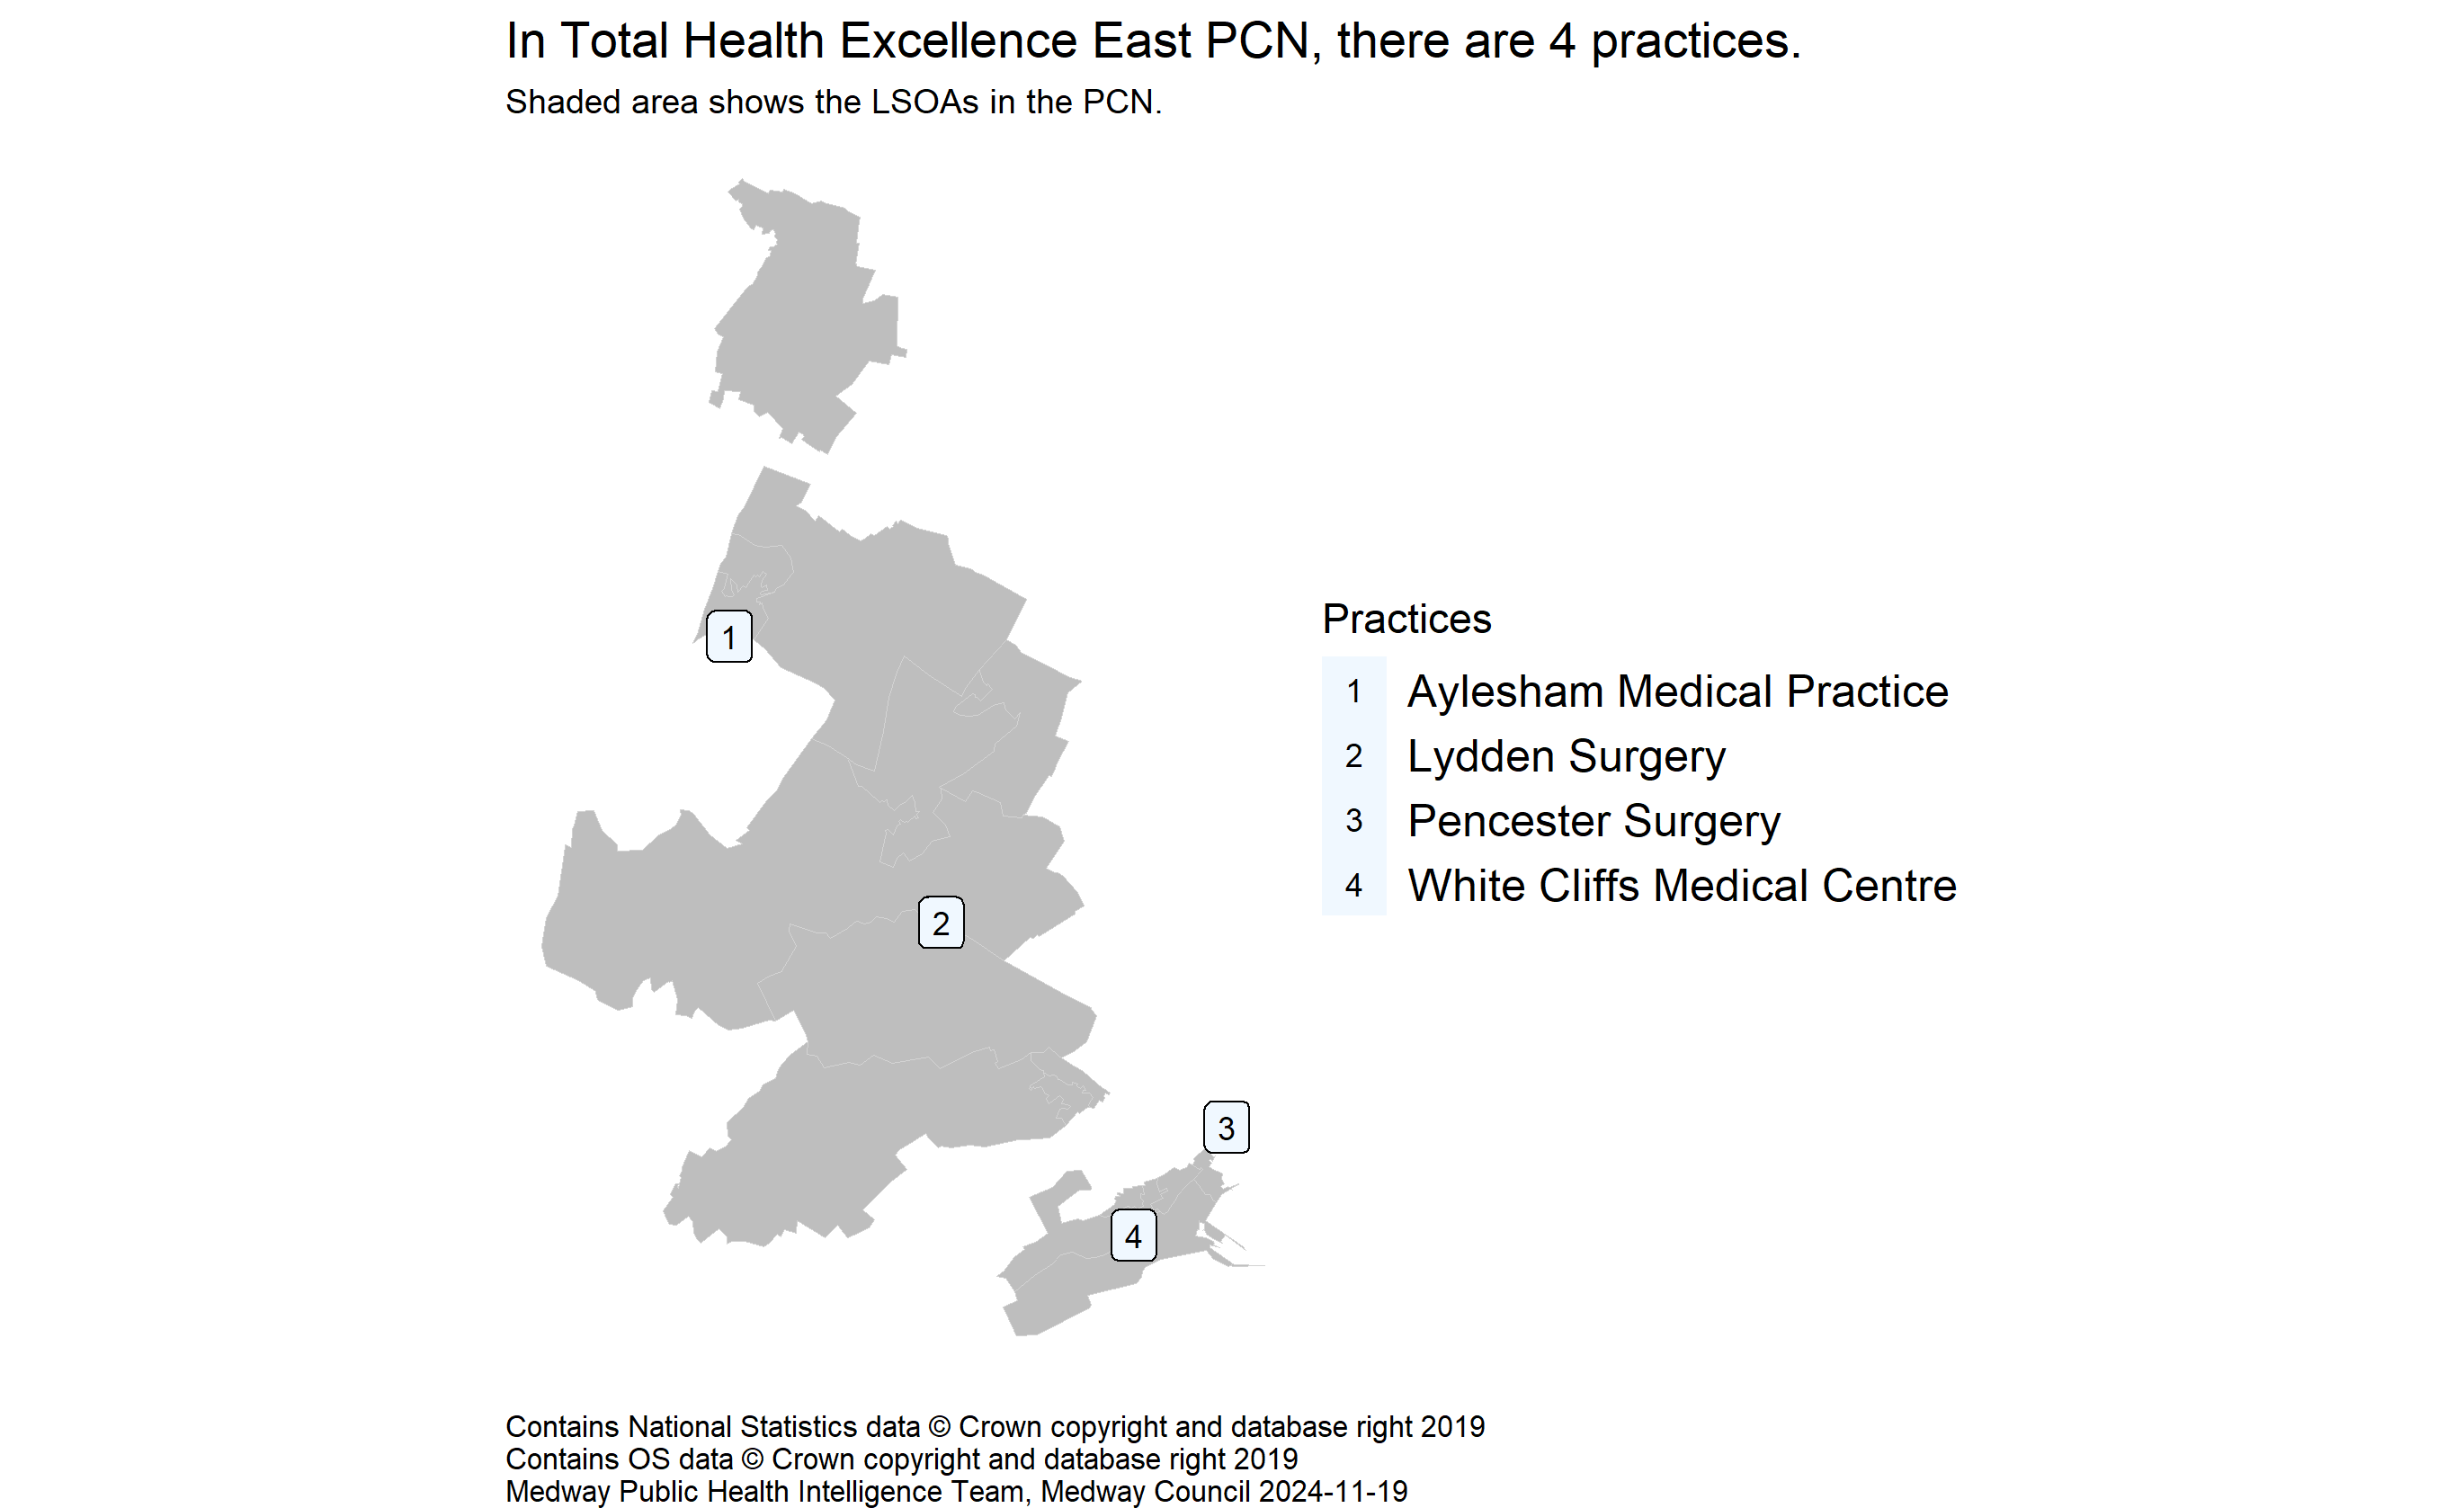 In Total Health Excellence East PCN, there are 4 practices.
Shaded area shows the LSOAs in the PCN.
1
2
3
4
Practices
1 Aylesham Medical Practice
2 Lydden Surgery
3 Pencester Surgery
4 White Cliffs Medical Centre
Contains National Statistics data © Crown copyright and database right 2019
Contains OS data © Crown copyright and database right 2019
Medway Public Health Intelligence Team, Medway Council 2024-11-19